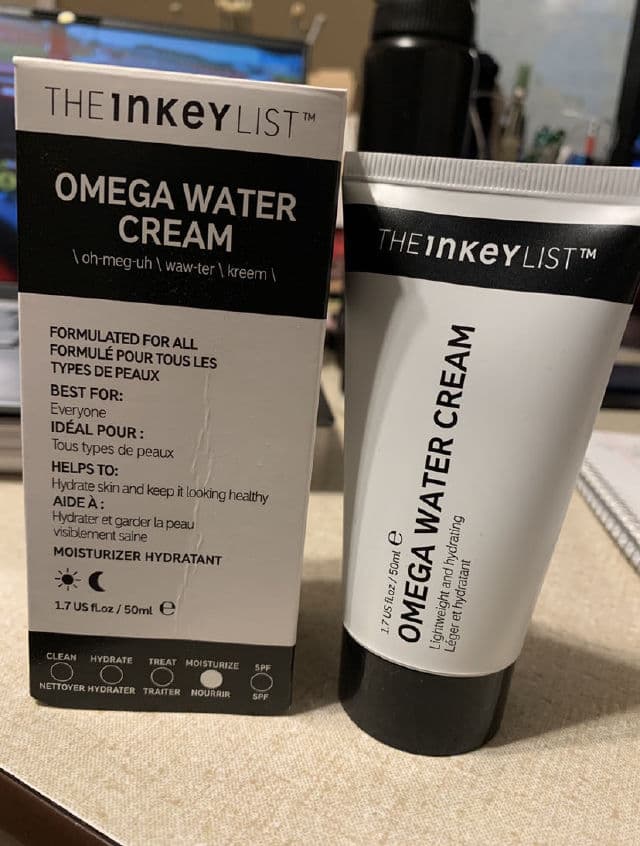 THE INKEY LIST™
OMEGA WATER
CREAM
\ oh-meg-uh \ waw-ter \ kreem \
FORMULATED FOR ALL
FORMULÉ POUR TOUS LES
TYPES DE PEAUX
BEST FOR:
Everyone
IDÉAL POUR :
Tous types de peaux
HELPS TO:
Hydrate skin and keep it looking healthy
AIDE À :
Hydrater et garder la peau
visiblement saine
MOISTURIZER HYDRATANT
1.7 US fl.oz / 50ml ℮
CLEAN HYDRATE TREAT MOISTURIZE SPF
NETTOYER HYDRATER TRAITER NOURRIR SPF
THE INKEY LIST™
1.7 US fl.oz / 50ml ℮
OMEGA WATER CREAM
Lightweight and hydrating
Léger et hydratant